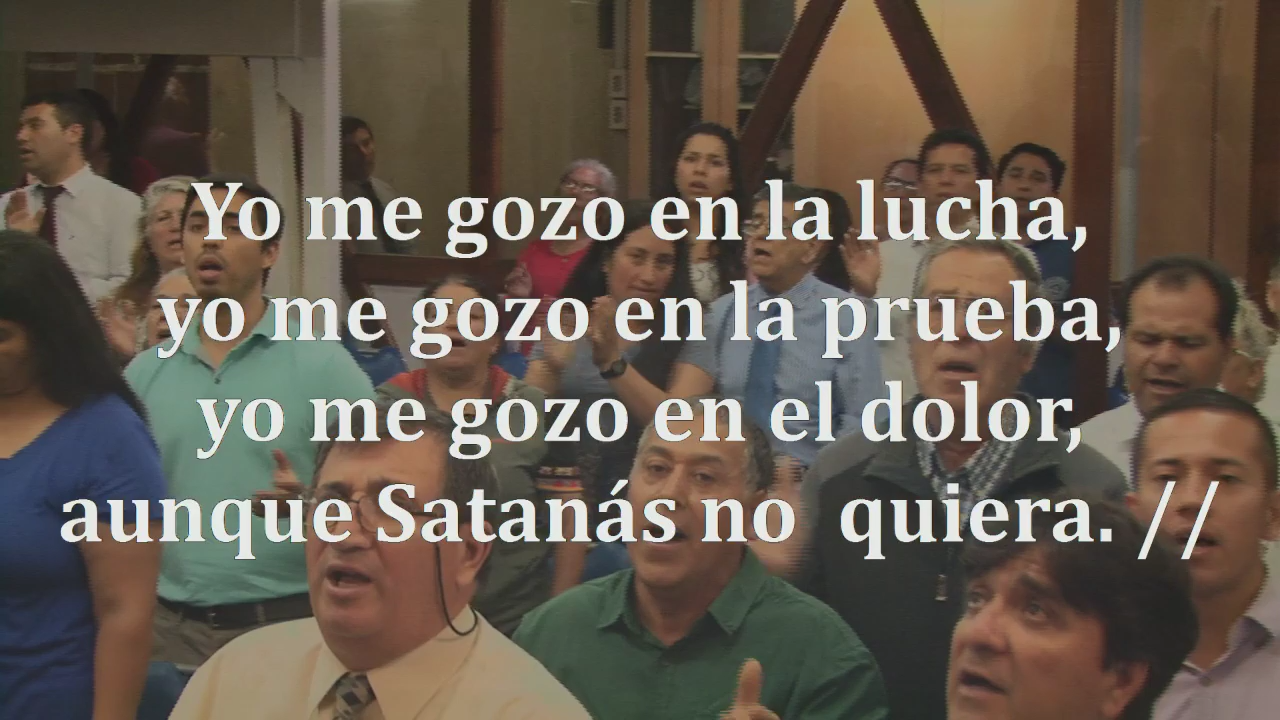 Yo me gozo en la lucha,
yo me gozo en la prueba,
yo me gozo en el dolor,
aunque Satanás no  quiera. //